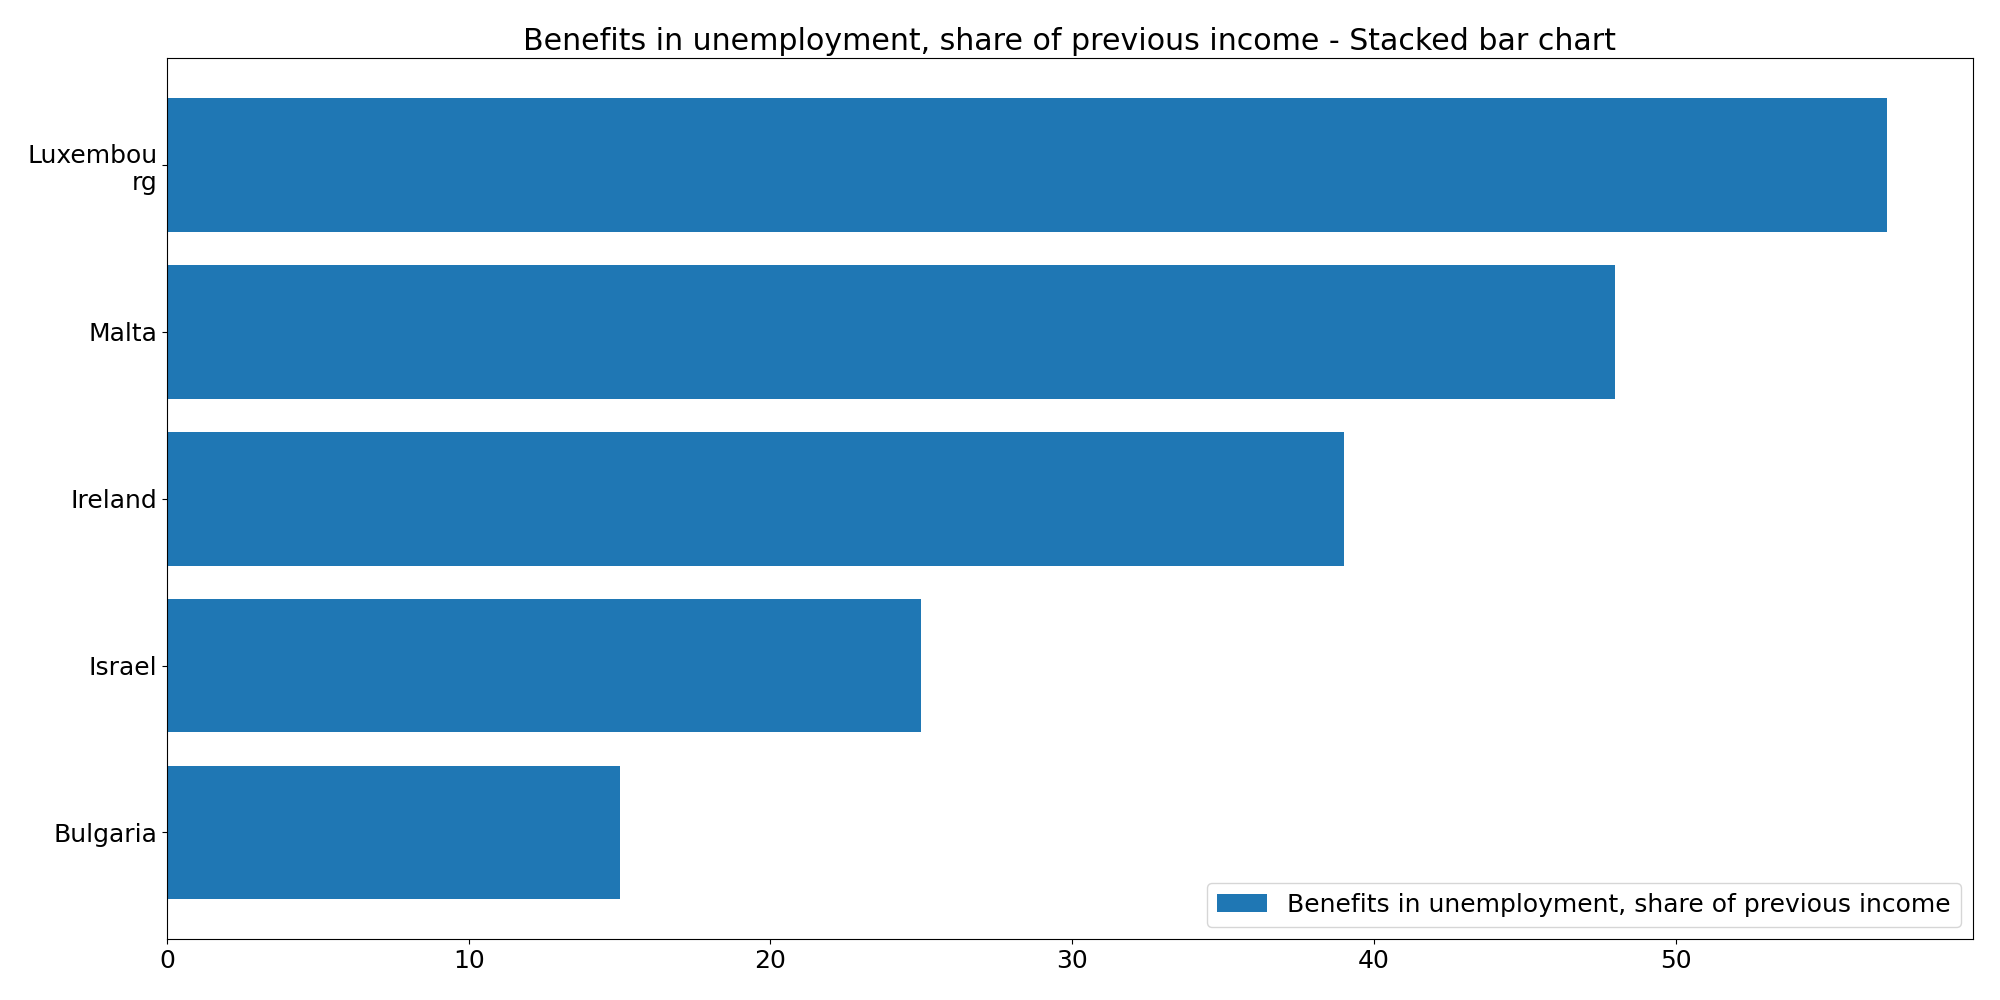 Benefits in unemployment, share of previous income - Stacked bar chart
Luxembou
rg
Malta
Ireland
Israel
Bulgaria
Benefits in unemployment, share of previous income
0 10 20 30 40 50